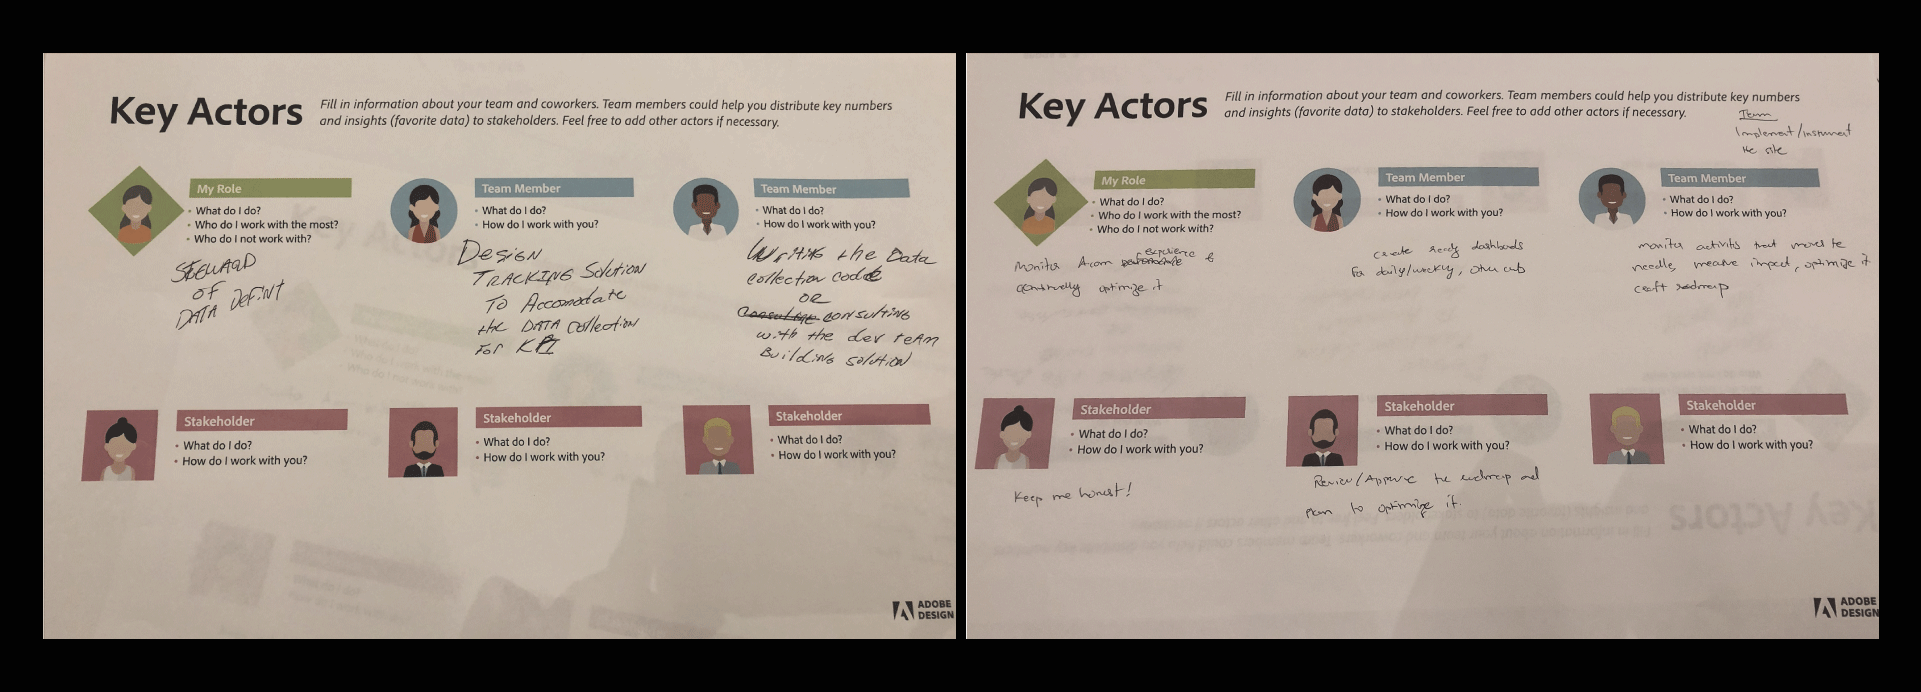 Key Actors
Fill in information about your team and coworkers. Team members could help you distribute key numbers
and insights (favorite data) to stakeholders. Feel free to add other actors if necessary.
My Role
• What do I do?
• Who do I work with the most?
• Who do I not work with?
STEWARD
OF
DATA DEFINT
Team Member
• What do I do?
• How do I work with you?
DESIGN
TRACKING Solution
TO Accomodate
the DATA collection
FOR KPI
Team Member
• What do I do?
• How do I work with you?
Writing the Data
collection code
OR
consulting
with the dev team
Building solution
Stakeholder
• What do I do?
• How do I work with you?
Stakeholder
• What do I do?
• How do I work with you?
Stakeholder
• What do I do?
• How do I work with you?
ADOBE
DESIGN
Key Actors
Fill in information about your team and coworkers. Team members could help you distribute key numbers
and insights (favorite data) to stakeholders. Feel free to add other actors if necessary.
Team
Implement/instrument
the site
My Role
• What do I do?
• Who do I work with the most?
• Who do I not work with?
experience
Monitor A.com performance &
continually optimize it
Team Member
• What do I do?
• How do I work with you?
create ready dashboards
for daily/weekly, other
Team Member
• What do I do?
• How do I work with you?
monitor activities that moves the
needle, measure impact, optimize it
craft roadmap
Stakeholder
• What do I do?
• How do I work with you?
Keep me honest!
Stakeholder
• What do I do?
• How do I work with you?
Review/Approve the roadmap and
plan to optimize it.
Stakeholder
• What do I do?
• How do I work with you?
ADOBE
DESIGN